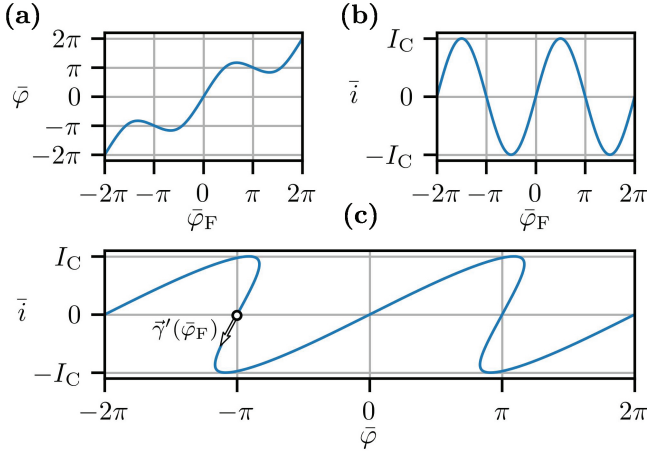 (a)
2π
π
0
−π
−2π
φ̄
−2π −π 0 π 2π
φ̄F
(b)
IC
0
−IC
ī
−2π −π 0 π 2π
φ̄F
(c)
IC
0
−IC
ī
γ⃗′(φ̄F)
−2π −π 0 π 2π
φ̄